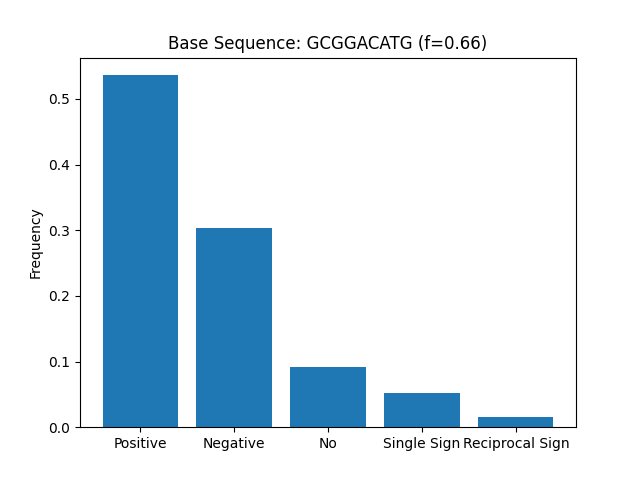 Base Sequence: GCGGACATG (f=0.66)
Frequency
0.5
0.4
0.3
0.2
0.1
0.0
Positive Negative No Single Sign Reciprocal Sign